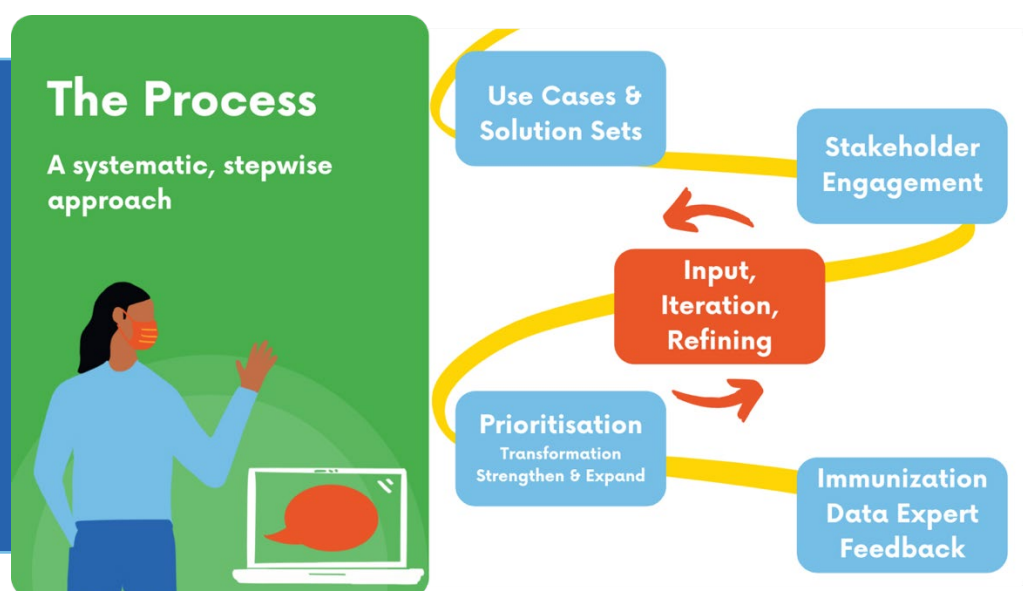 The Process
A systematic, stepwise
approach
Use Cases &
Solution Sets
Stakeholder
Engagement
Input,
Iteration,
Refining
Prioritisation
Transformation
Strengthen & Expand
Immunization
Data Expert
Feedback